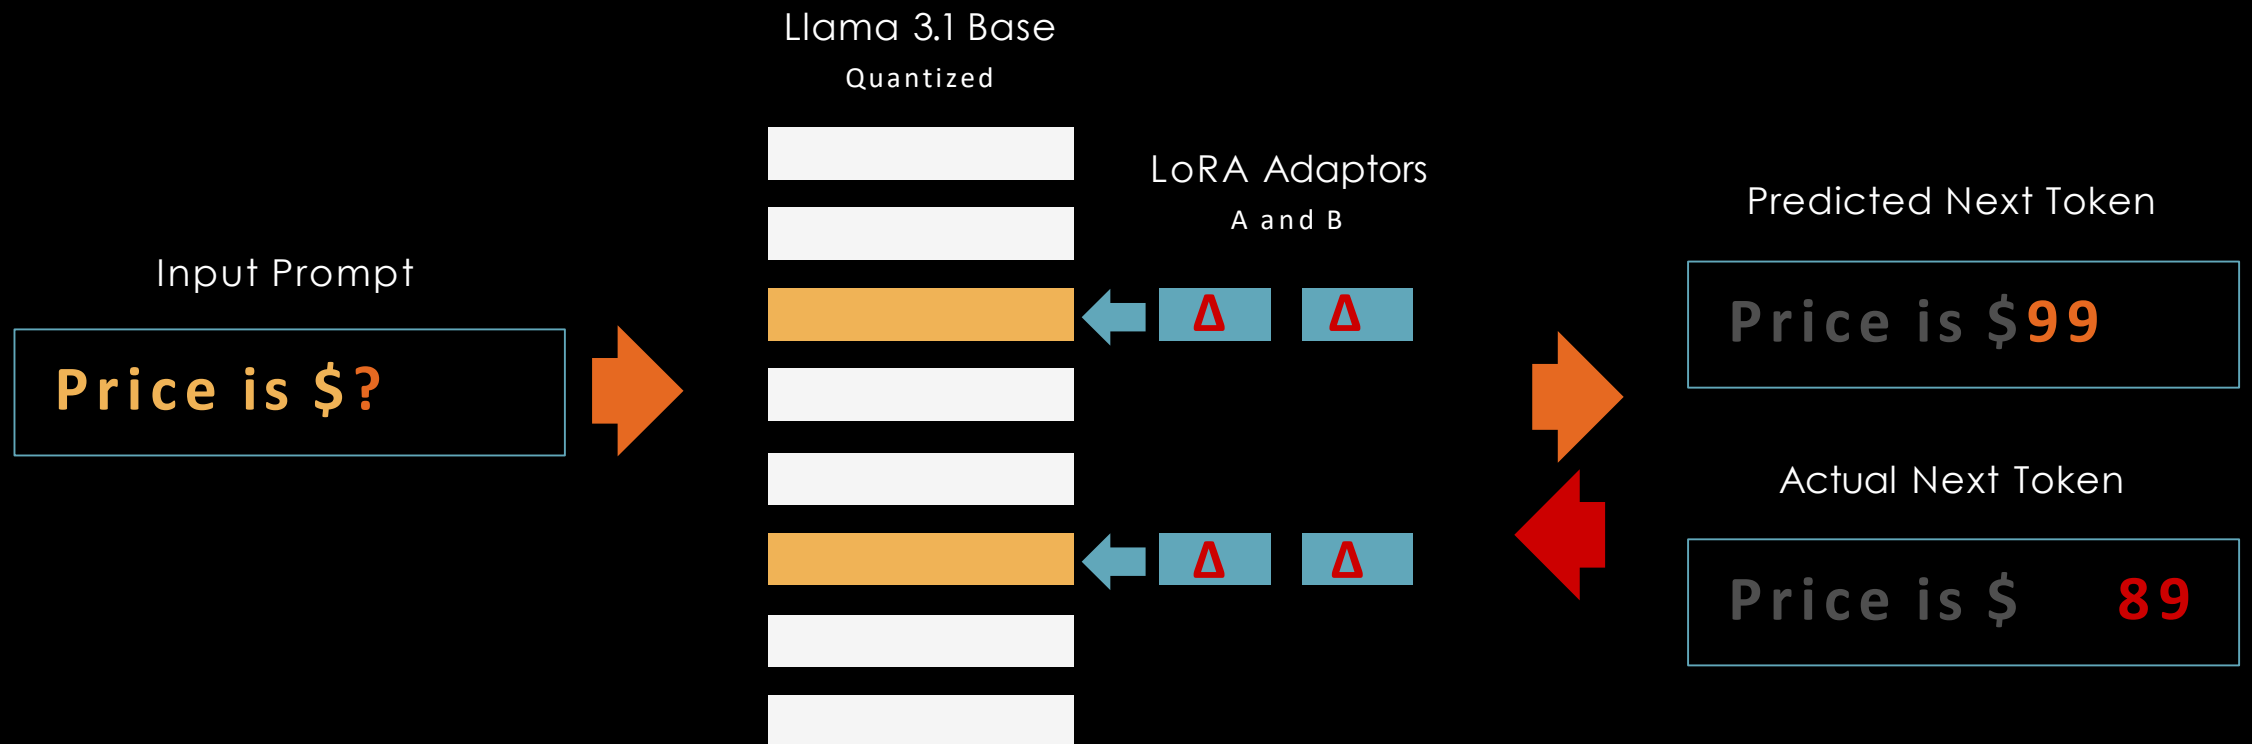 Llama 3.1 Base
Quantized
LoRA Adaptors
A and B
Input Prompt
Price is $?
Δ Δ
Δ Δ
Predicted Next Token
Price is $99
Actual Next Token
Price is $ 89